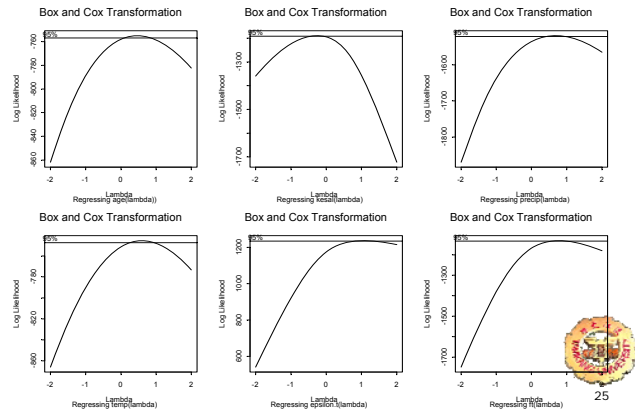 Box and Cox Transformation
95%
Log Likelihood
-760
-780
-800
-820
-840
-860
-2
-1
0
1
2
Lambda
Regressing age(lambda))
Box and Cox Transformation
95%
Log Likelihood
-1300
-1500
-1700
-2
-1
0
1
2
Lambda
Regressing kesal(lambda)
Box and Cox Transformation
95%
Log Likelihood
-1600
-1700
-1800
-2
-1
0
1
2
Lambda
Regressing precip(lambda)
Box and Cox Transformation
95%
Log Likelihood
-780
-820
-860
-2
-1
0
1
2
Lambda
Regressing temp(lambda)
Box and Cox Transformation
95%
Log Likelihood
1200
1000
800
600
-2
-1
0
1
2
Lambda
Regressing epsilon.t(lambda)
Box and Cox Transformation
95%
Log Likelihood
-1300
-1500
-1700
-2
-1
0
1
2
Lambda
Regressing ff(lambda)
25